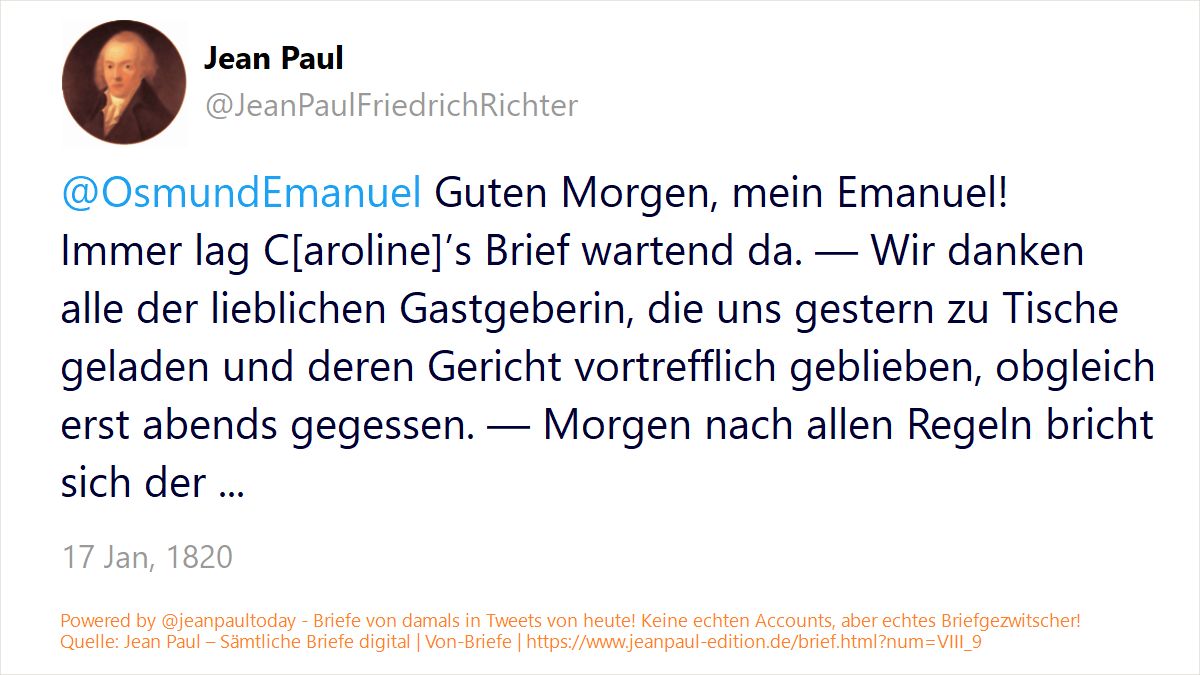 Jean Paul
@JeanPaulFriedrichRichter
@OsmundEmanuel Guten Morgen, mein Emanuel!
Immer lag C[aroline]’s Brief wartend da. — Wir danken
alle der lieblichen Gastgeberin, die uns gestern zu Tische
geladen und deren Gericht vortrefflich geblieben, obgleich
erst abends gegessen. — Morgen nach allen Regeln bricht
sich der ...
17 Jan, 1820
Powered by @jeanpaultoday - Briefe von damals in Tweets von heute! Keine echten Accounts, aber echtes Briefgezwitscher!
Quelle: Jean Paul – Sämtliche Briefe digital | Von-Briefe | https://www.jeanpaul-edition.de/brief.html?num=VIII_9